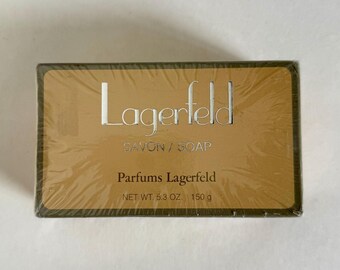 Lagerfeld
SAVON / SOAP
Parfums Lagerfeld
NET WT. 5.3 OZ. 150 g